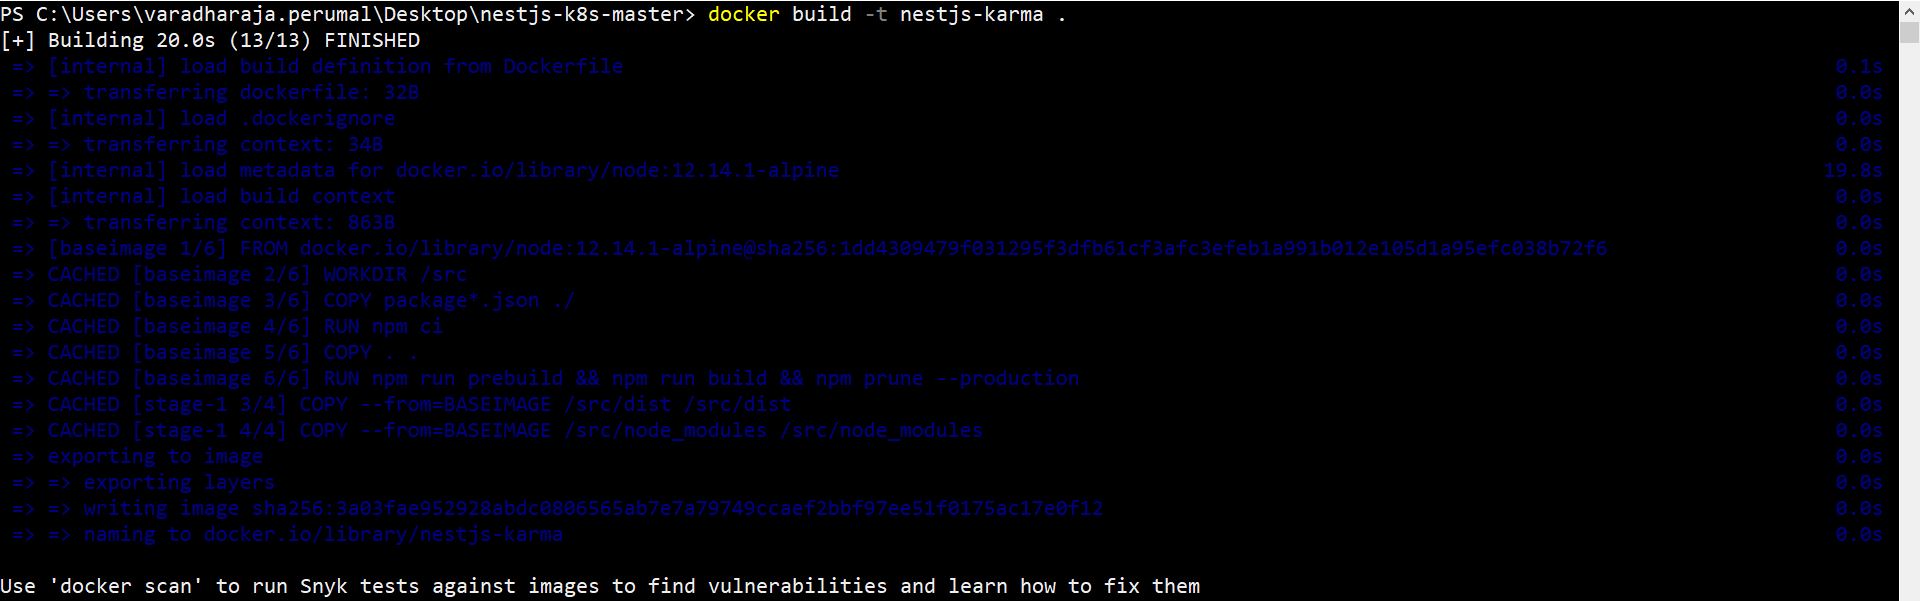 PS C:\Users\varadharaja.perumal\Desktop\nestjs-k8s-master> docker build -t nestjs-karma .
[+] Building 20.0s (13/13) FINISHED
=> [internal] load build definition from Dockerfile 0.1s
=> => transferring dockerfile: 32B 0.0s
=> [internal] load .dockerignore 0.0s
=> => transferring context: 34B 0.0s
=> [internal] load metadata for docker.io/library/node:12.14.1-alpine 19.8s
=> [internal] load build context 0.0s
=> => transferring context: 863B 0.0s
=> [baseimage 1/6] FROM docker.io/library/node:12.14.1-alpine@sha256:1dd4309479f031295f3dfb61cf3afc3efeb1a991b012e105d1a95efc038b72f6 0.0s
=> CACHED [baseimage 2/6] WORKDIR /src 0.0s
=> CACHED [baseimage 3/6] COPY package*.json ./ 0.0s
=> CACHED [baseimage 4/6] RUN npm ci 0.0s
=> CACHED [baseimage 5/6] COPY . . 0.0s
=> CACHED [baseimage 6/6] RUN npm run prebuild && npm run build && npm prune --production 0.0s
=> CACHED [stage-1 3/4] COPY --from=BASEIMAGE /src/dist /src/dist 0.0s
=> CACHED [stage-1 4/4] COPY --from=BASEIMAGE /src/node_modules /src/node_modules 0.0s
=> exporting to image 0.0s
=> => exporting layers 0.0s
=> => writing image sha256:3a03fae952928abdc0806565ab7e7a79749ccaef2bbf97ee51f0175ac17e0f12 0.0s
=> => naming to docker.io/library/nestjs-karma 0.0s
Use 'docker scan' to run Snyk tests against images to find vulnerabilities and learn how to fix them